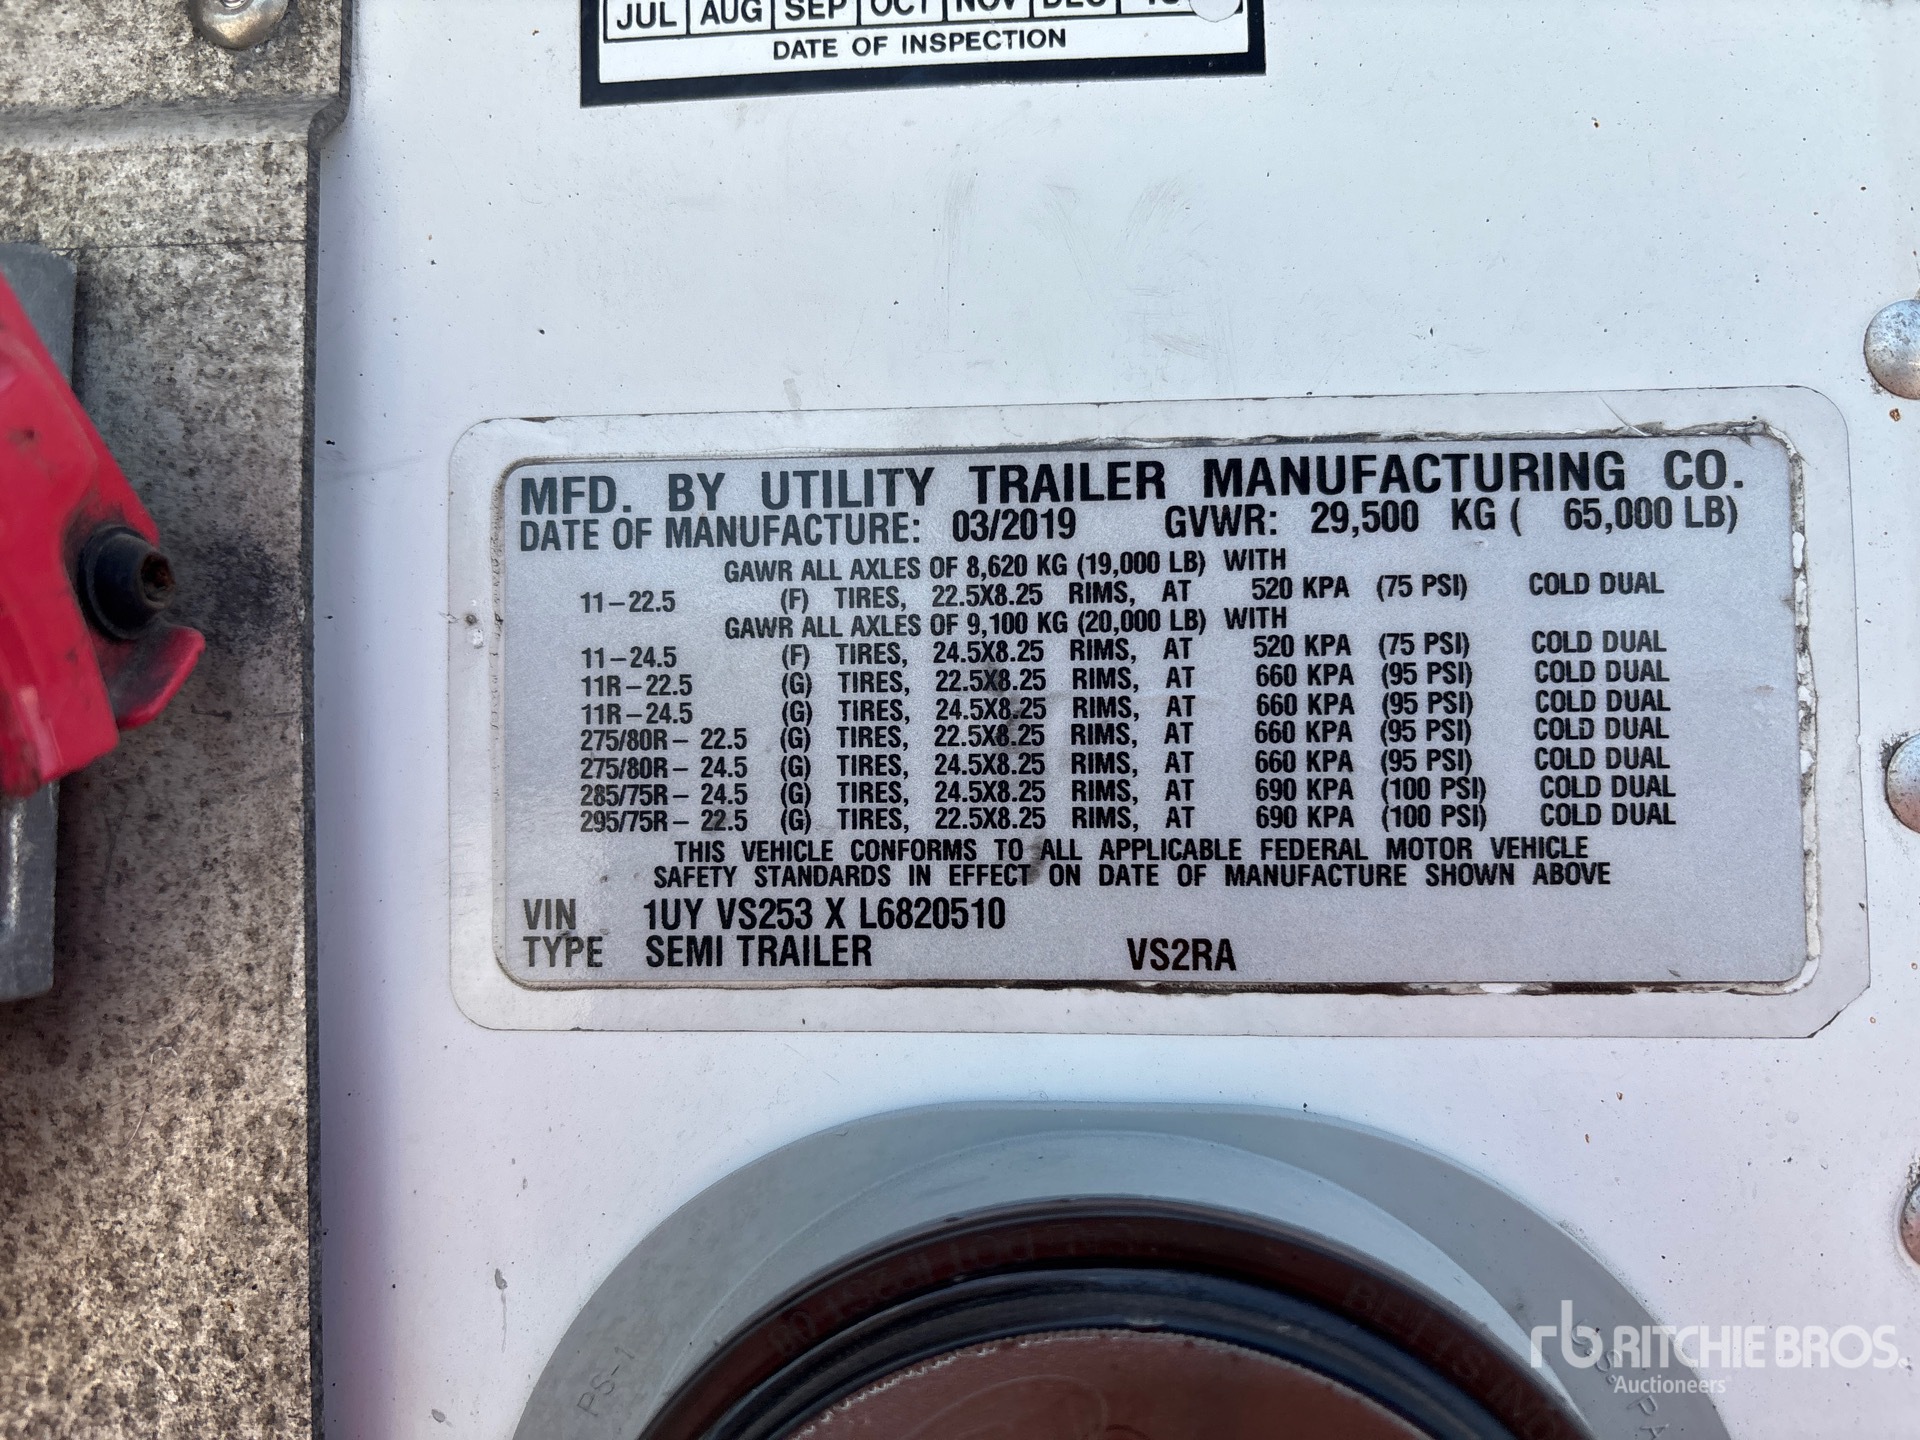 JUL AUG SEP OCT NOV DEC
DATE OF INSPECTION
MFD. BY UTILITY TRAILER MANUFACTURING CO.
DATE OF MANUFACTURE: 03/2019 GVWR: 29,500 KG ( 65,000 LB)
GAWR ALL AXLES OF 8,620 KG (19,000 LB) WITH
11-22.5 (F) TIRES, 22.5X8.25 RIMS, AT 520 KPA (75 PSI) COLD DUAL
GAWR ALL AXLES OF 9,100 KG (20,000 LB) WITH
11-24.5 (F) TIRES, 24.5X8.25 RIMS, AT 520 KPA (75 PSI) COLD DUAL
11R-22.5 (G) TIRES, 22.5X8.25 RIMS, AT 660 KPA (95 PSI) COLD DUAL
11R-24.5 (G) TIRES, 24.5X8.25 RIMS, AT 660 KPA (95 PSI) COLD DUAL
275/80R- 22.5 (G) TIRES, 22.5X8.25 RIMS, AT 660 KPA (95 PSI) COLD DUAL
275/80R- 24.5 (G) TIRES, 24.5X8.25 RIMS, AT 660 KPA (95 PSI) COLD DUAL
285/75R- 24.5 (G) TIRES, 24.5X8.25 RIMS, AT 690 KPA (100 PSI) COLD DUAL
295/75R- 22.5 (G) TIRES, 22.5X8.25 RIMS, AT 690 KPA (100 PSI) COLD DUAL
THIS VEHICLE CONFORMS TO ALL APPLICABLE FEDERAL MOTOR VEHICLE
SAFETY STANDARDS IN EFFECT ON DATE OF MANUFACTURE SHOWN ABOVE
VIN 1UY VS253 X L6820510
TYPE SEMI TRAILER VS2RA
PS-1
rb RITCHIE BROS.
Auctioneers